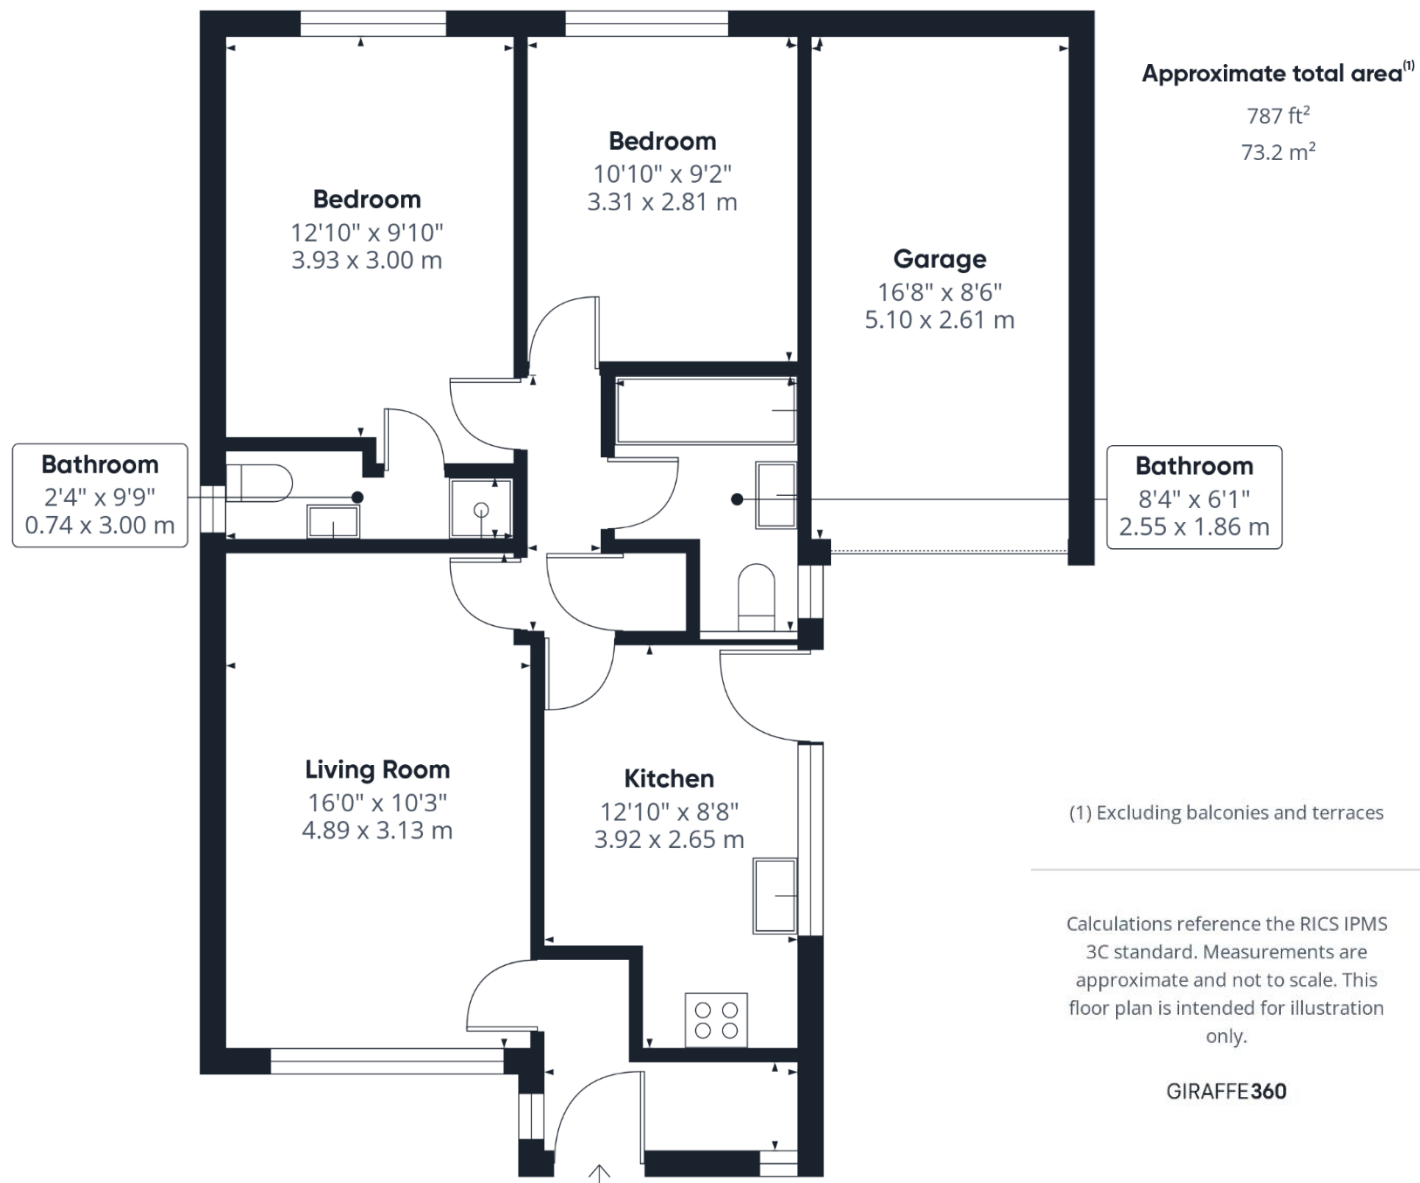 Approximate total area(1)
787 ft²
73.2 m²
Bedroom
10'10" x 9'2"
3.31 x 2.81 m
Bedroom
12'10" x 9'10"
3.93 x 3.00 m
Garage
16'8" x 8'6"
5.10 x 2.61 m
Bathroom
2'4" x 9'9"
0.74 x 3.00 m
Bathroom
8'4" x 6'1"
2.55 x 1.86 m
Living Room
16'0" x 10'3"
4.89 x 3.13 m
Kitchen
12'10" x 8'8"
3.92 x 2.65 m
(1) Excluding balconies and terraces
Calculations reference the RICS IPMS
3C standard. Measurements are
approximate and not to scale. This
floor plan is intended for illustration
only.
GIRAFFE360